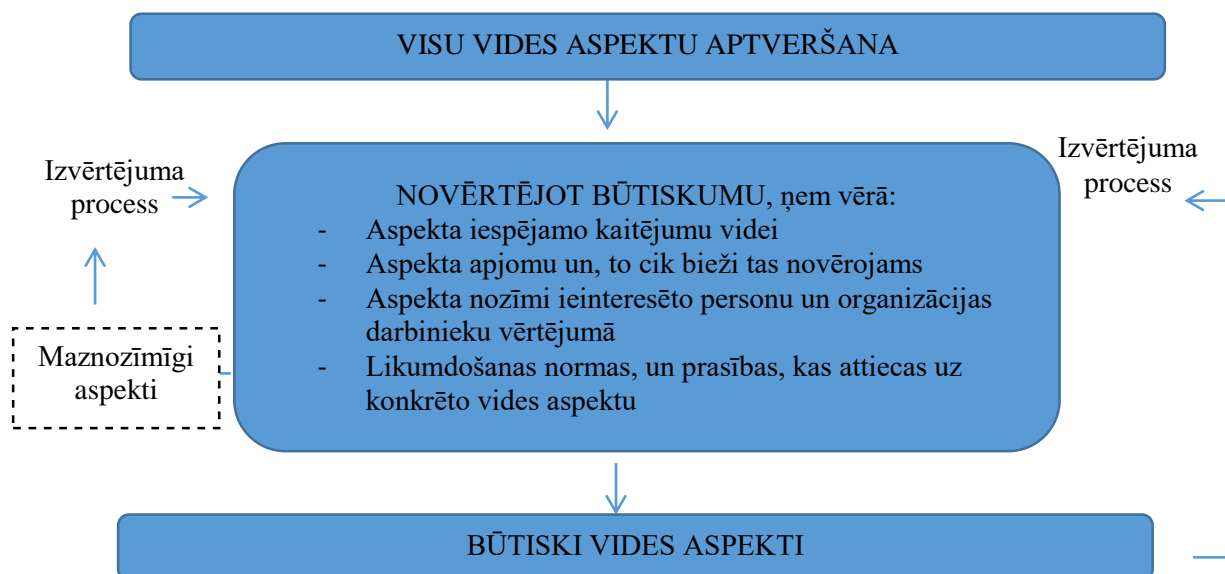 VISU VIDES ASPEKTU APTVERŠANA
Izvērtējuma
process
Izvērtējuma
process
NOVĒRTĒJOT BŪTISKUMU, ņem vērā:
- Aspekta iespējamo kaitējumu videi
- Aspekta apjomu un, to cik bieži tas novērojams
- Aspekta nozīmi ieinteresēto personu un organizācijas
darbinieku vērtējumā
- Likumdošanas normas, un prasības, kas attiecas uz
konkrēto vides aspektu
Maznozīmīgi
aspekti
BŪTISKI VIDES ASPEKTI